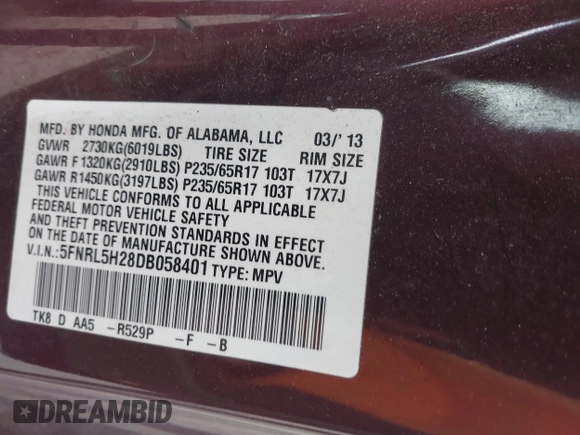 MFD. BY HONDA MFG. OF ALABAMA, LLC 03/'13
GVWR 2730KG(6019LBS) TIRE SIZE RIM SIZE
GAWR F1320KG(2910LBS) P235/65R17 103T 17X7J
GAWR R1450KG(3197LBS) P235/65R17 103T 17X7J
THIS VEHICLE CONFORMS TO ALL APPLICABLE
FEDERAL MOTOR VEHICLE SAFETY
AND THEFT PREVENTION STANDARDS IN EFFECT
ON THE DATE OF MANUFACTURE SHOWN ABOVE.
V.I.N.:5FNRL5H28DB058401 TYPE: MPV
TK8 D AA5 -R529P -F -B
DREAMBID